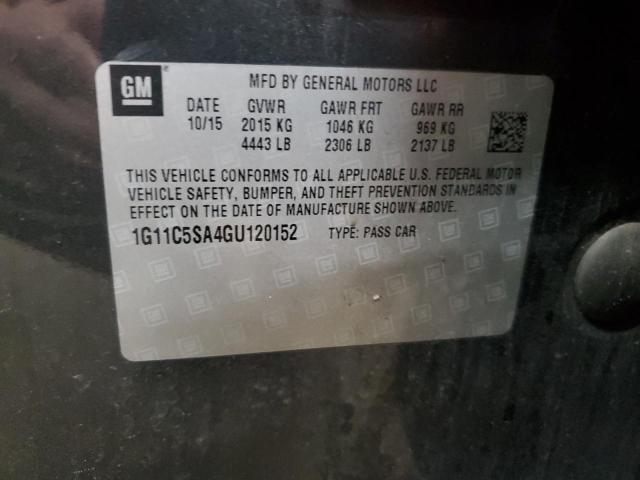 GM
MFD BY GENERAL MOTORS LLC
DATE GVWR GAWR FRT GAWR RR
10/15 2015 KG 1046 KG 969 KG
4443 LB 2306 LB 2137 LB
THIS VEHICLE CONFORMS TO ALL APPLICABLE U.S. FEDERAL MOTOR
VEHICLE SAFETY, BUMPER, AND THEFT PREVENTION STANDARDS IN
EFFECT ON THE DATE OF MANUFACTURE SHOWN ABOVE.
1G11C5SA4GU120152 TYPE: PASS CAR